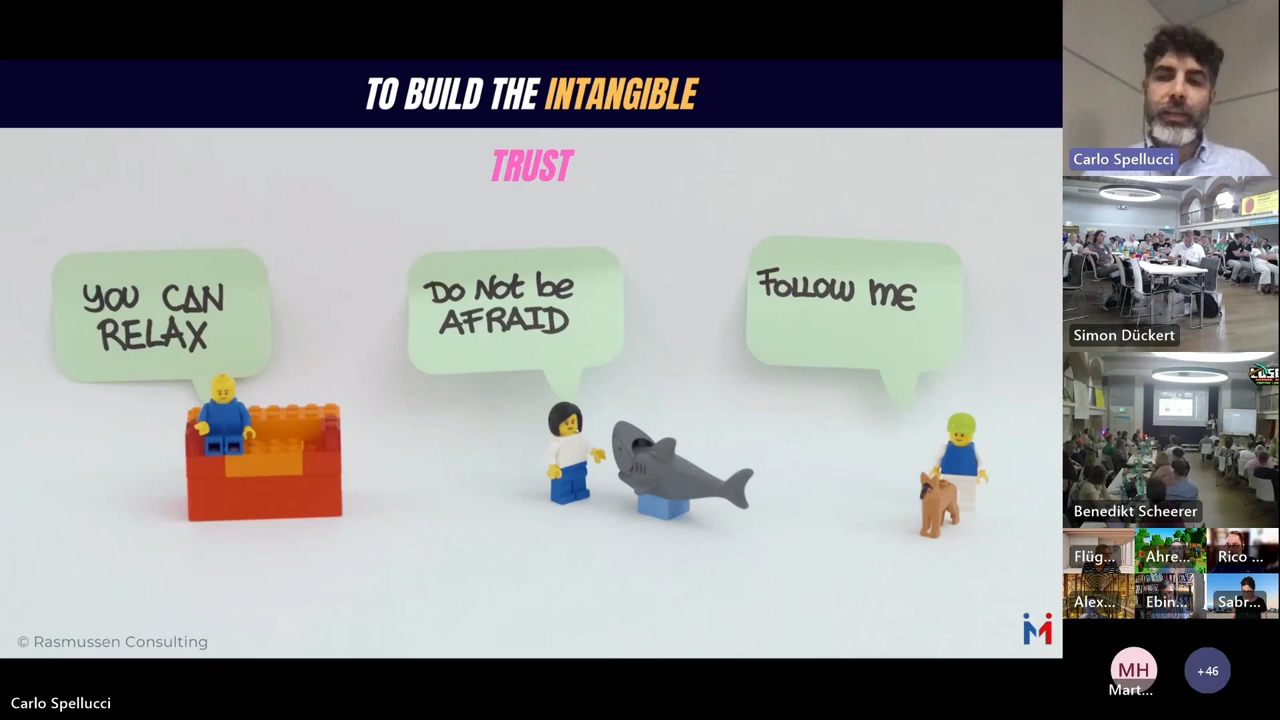 TO BUILD THE INTANGIBLE
TRUST
YOU CAN
RELAX
Do Not be
AFRAID
FOLLOW ME
© Rasmussen Consulting
Carlo Spellucci
Carlo Spellucci
Simon Dückert
Benedikt Scheerer
Flüg...
Ahre...
Rico ...
Alex...
Ebin...
Sabr...
MH
Mart...
+46